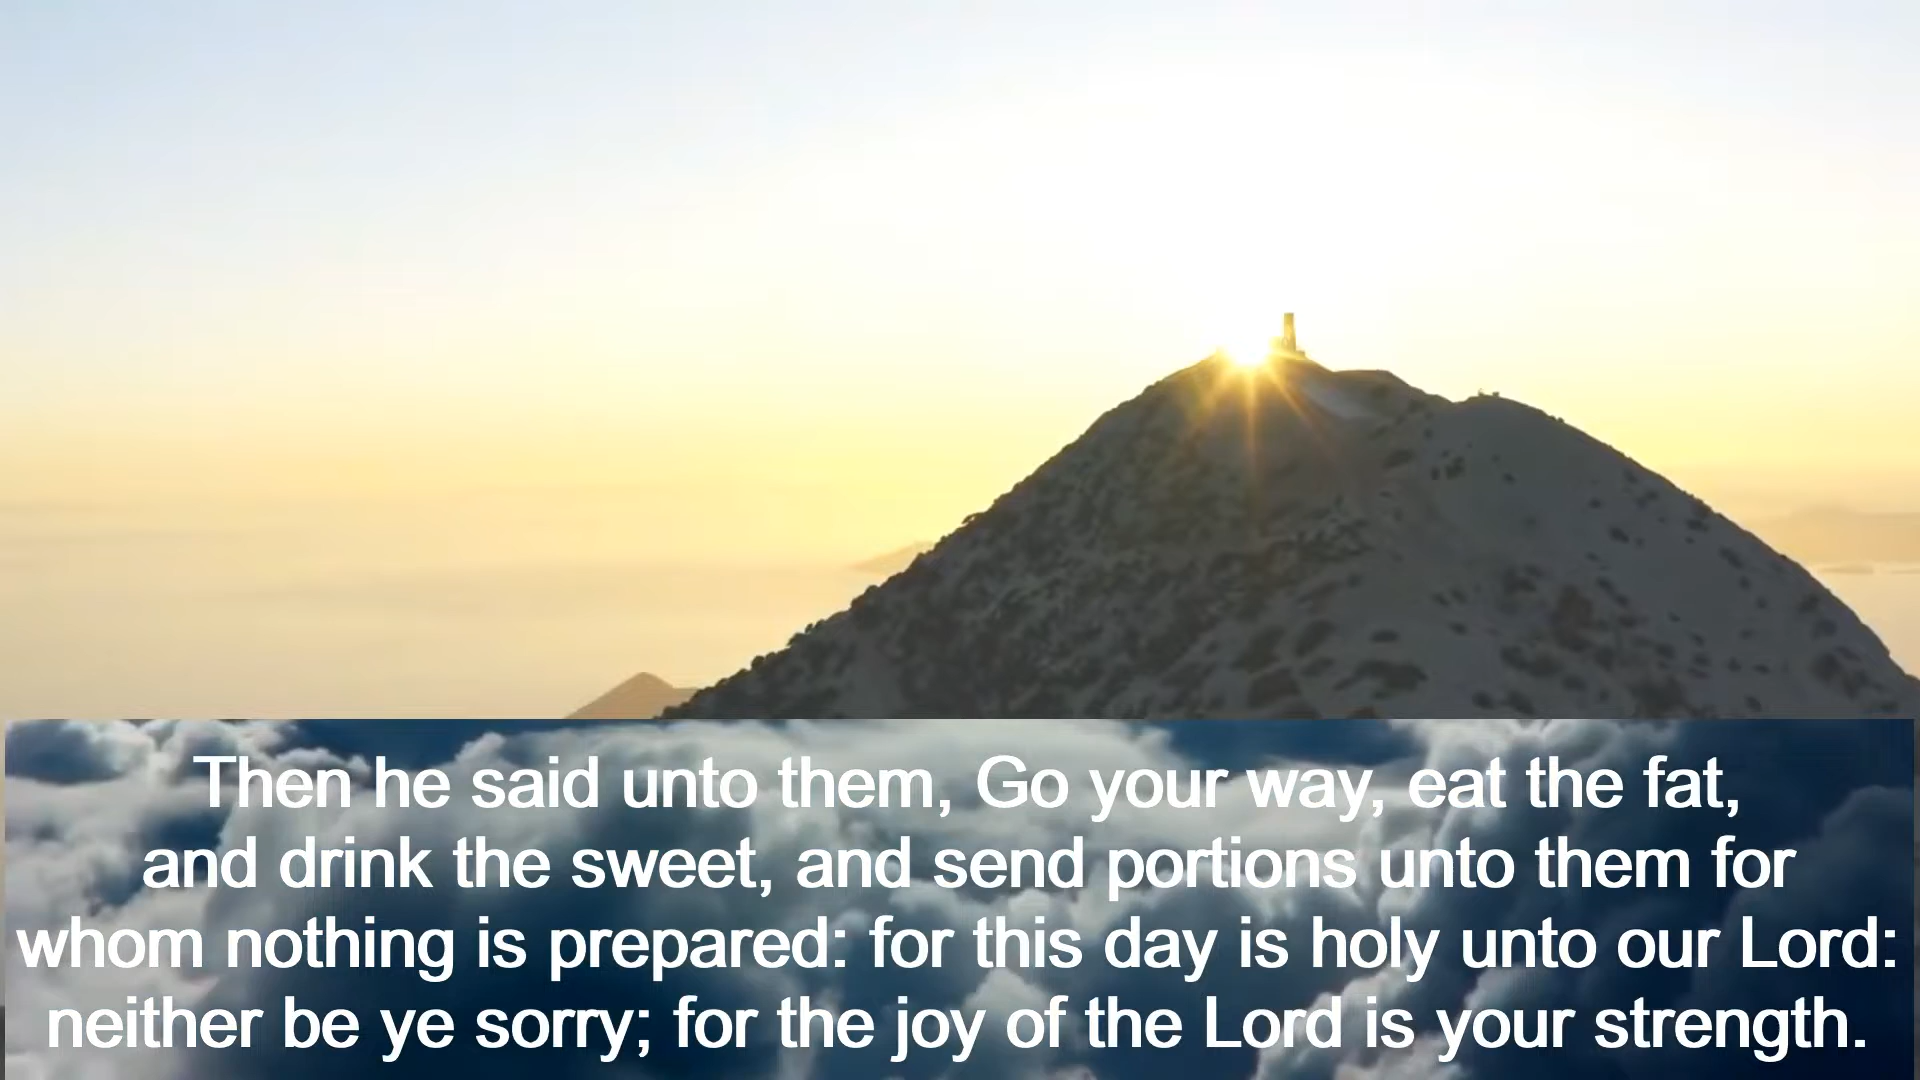 Then he said unto them, Go your way, eat the fat,
and drink the sweet, and send portions unto them for
whom nothing is prepared: for this day is holy unto our Lord:
neither be ye sorry; for the joy of the Lord is your strength.